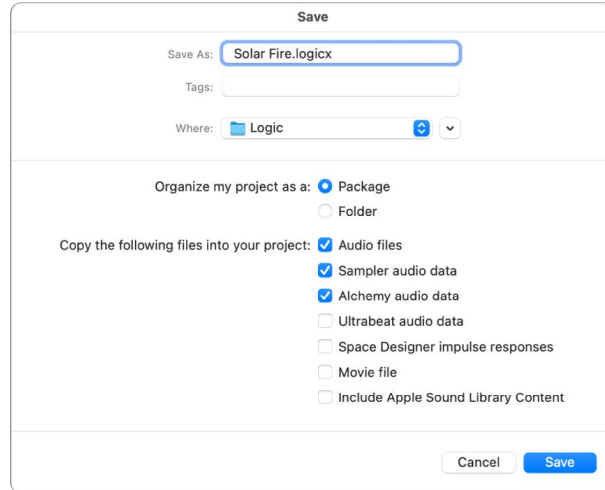 Save
Save As: Solar Fire.logicx
Tags:
Where: Logic
Organize my project as a: Package
Folder
Copy the following files into your project: Audio files
Sampler audio data
Alchemy audio data
Ultrabeat audio data
Space Designer impulse responses
Movie file
Include Apple Sound Library Content
Cancel Save